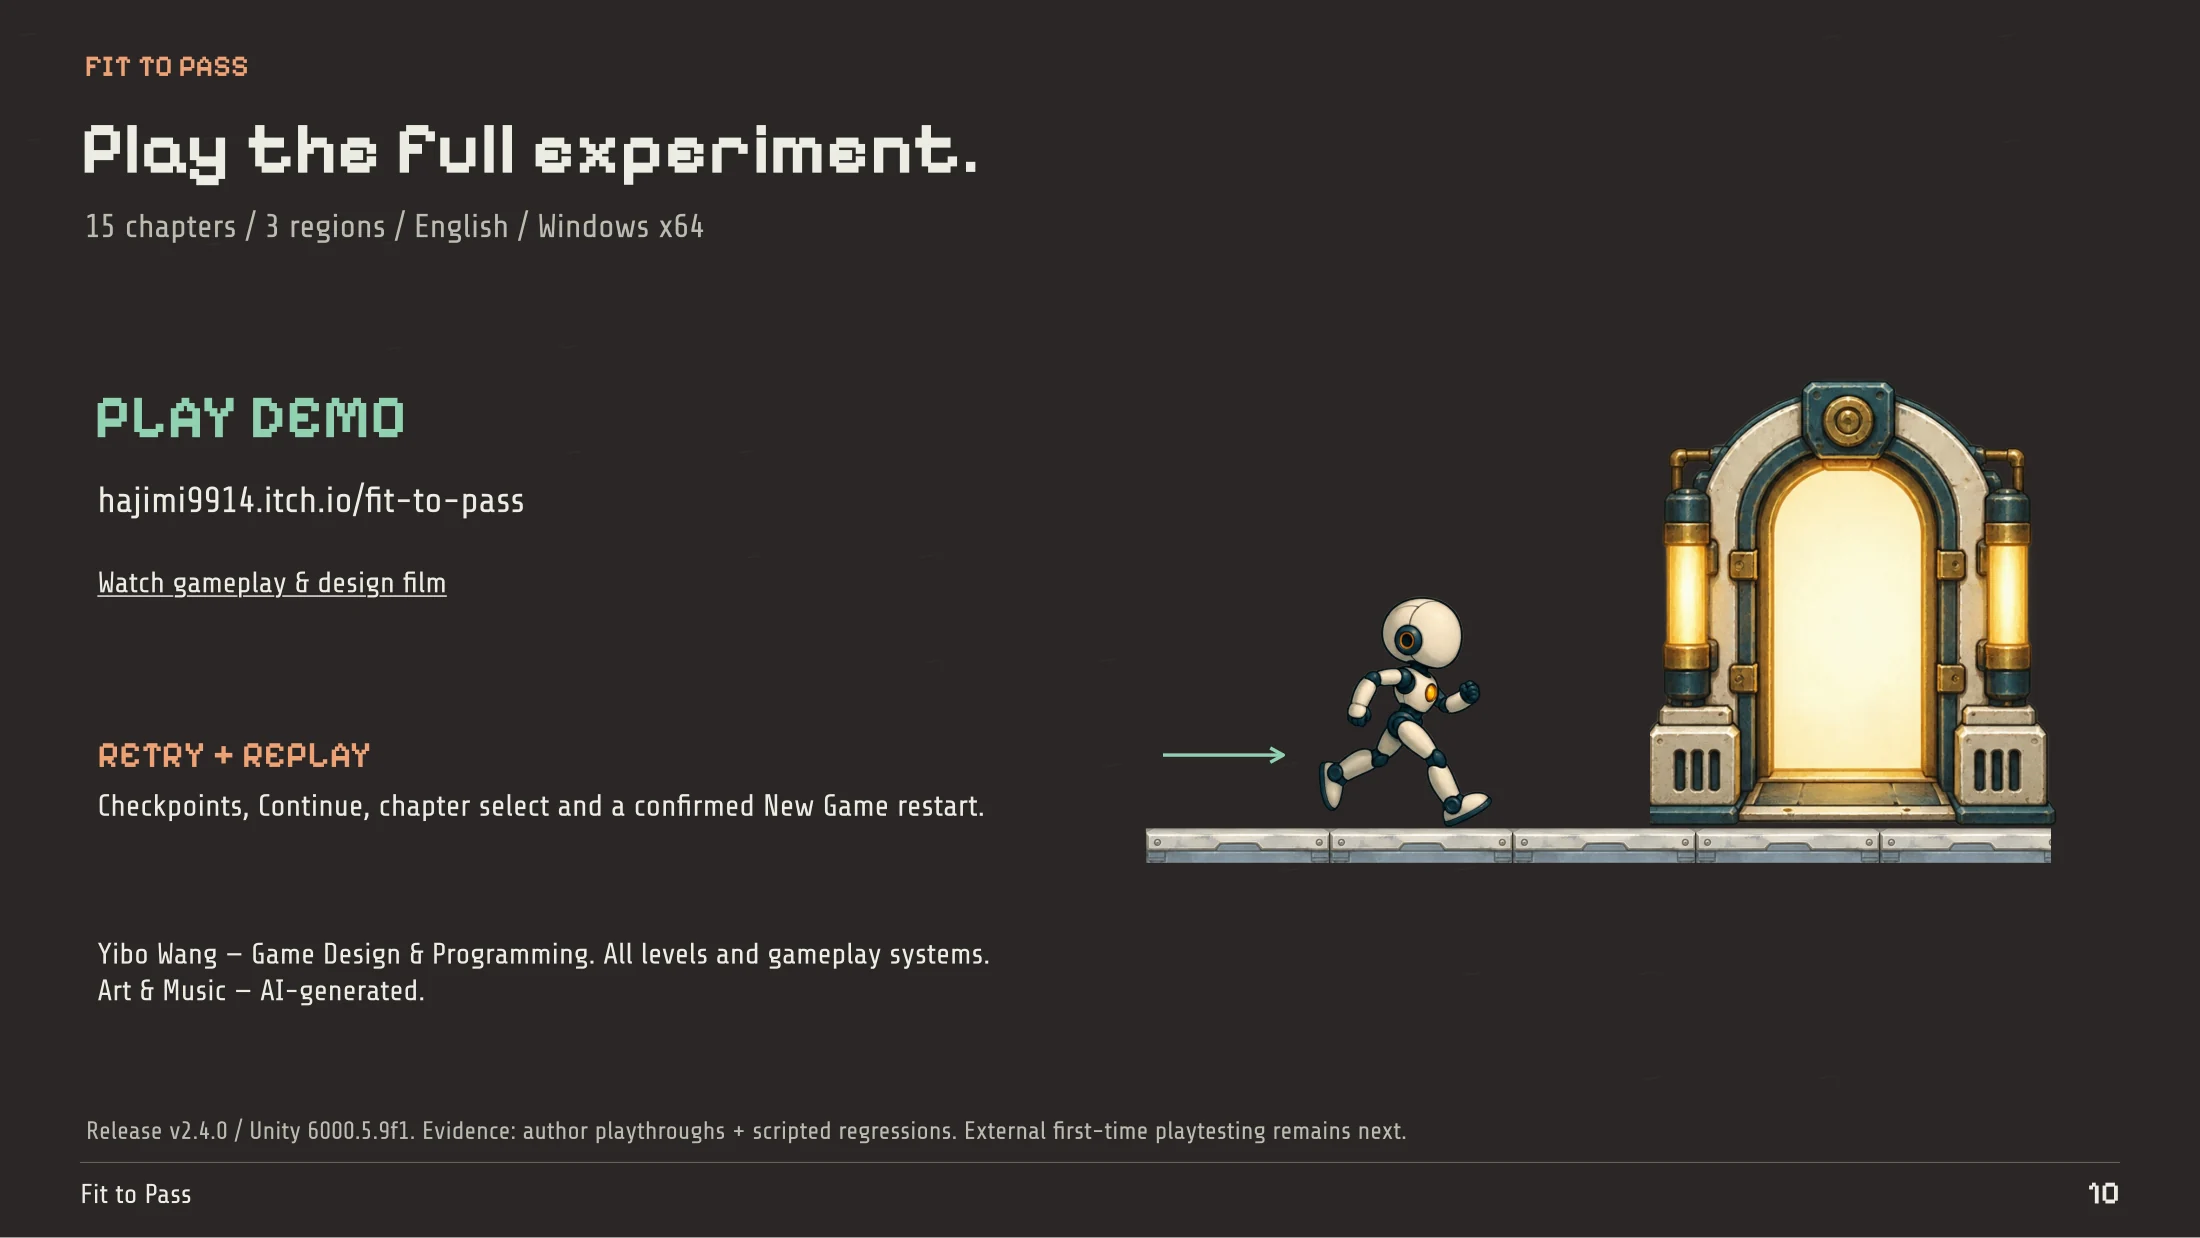 FIT TO PASS
Play the full experiment.
15 chapters / 3 regions / English / Windows x64
PLAY DEMO
hajimi9914.itch.io/fit-to-pass
Watch gameplay & design film
RETRY + REPLAY
Checkpoints, Continue, chapter select and a confirmed New Game restart.
Yibo Wang – Game Design & Programming. All levels and gameplay systems.
Art & Music – AI-generated.
Release v2.4.0 / Unity 6000.5.9f1. Evidence: author playthroughs + scripted regressions. External first-time playtesting remains next.
Fit to Pass
10